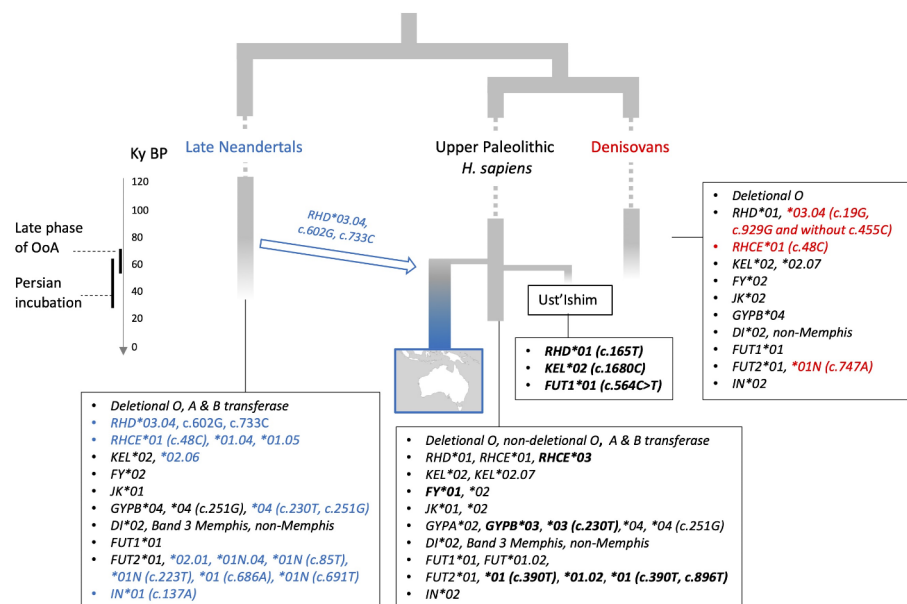 Ky BP
120
100
80
60
40
20
0
Late phase
of OoA
Persian
incubation
Late Neandertals
Upper Paleolithic
H. sapiens
Denisovans
RHD*03.04,
c.602G, c.733C
Ust'Ishim
• RHD*01 (c.165T)
• KEL*02 (c.1680C)
• FUT1*01 (c.564C>T)
• Deletional O
• RHD*01, *03.04 (c.19G,
c.929G and without c.455C)
• RHCE*01 (c.48C)
• KEL*02, *02.07
• FY*02
• JK*02
• GYPB*04
• DI*02, non-Memphis
• FUT1*01
• FUT2*01, *01N (c.747A)
• IN*02
• Deletional O, A & B transferase
• RHD*03.04, c.602G, c.733C
• RHCE*01 (c.48C), *01.04, *01.05
• KEL*02, *02.06
• FY*02
• JK*01
• GYPB*04, *04 (c.251G), *04 (c.230T, c.251G)
• DI*02, Band 3 Memphis, non-Memphis
• FUT1*01
• FUT2*01, *02.01, *01N.04, *01N (c.85T),
*01N (c.223T), *01 (c.686A), *01N (c.691T)
• IN*01 (c.137A)
• Deletional O, non-deletional O, A & B transferase
• RHD*01, RHCE*01, RHCE*03
• KEL*02, KEL*02.07
• FY*01, *02
• JK*01, *02
• GYPA*02, GYPB*03, *03 (c.230T),*04, *04 (c.251G)
• DI*02, Band 3 Memphis, non-Memphis
• FUT1*01, FUT*01.02,
• FUT2*01, *01 (c.390T), *01.02, *01 (c.390T, c.896T)
• IN*02